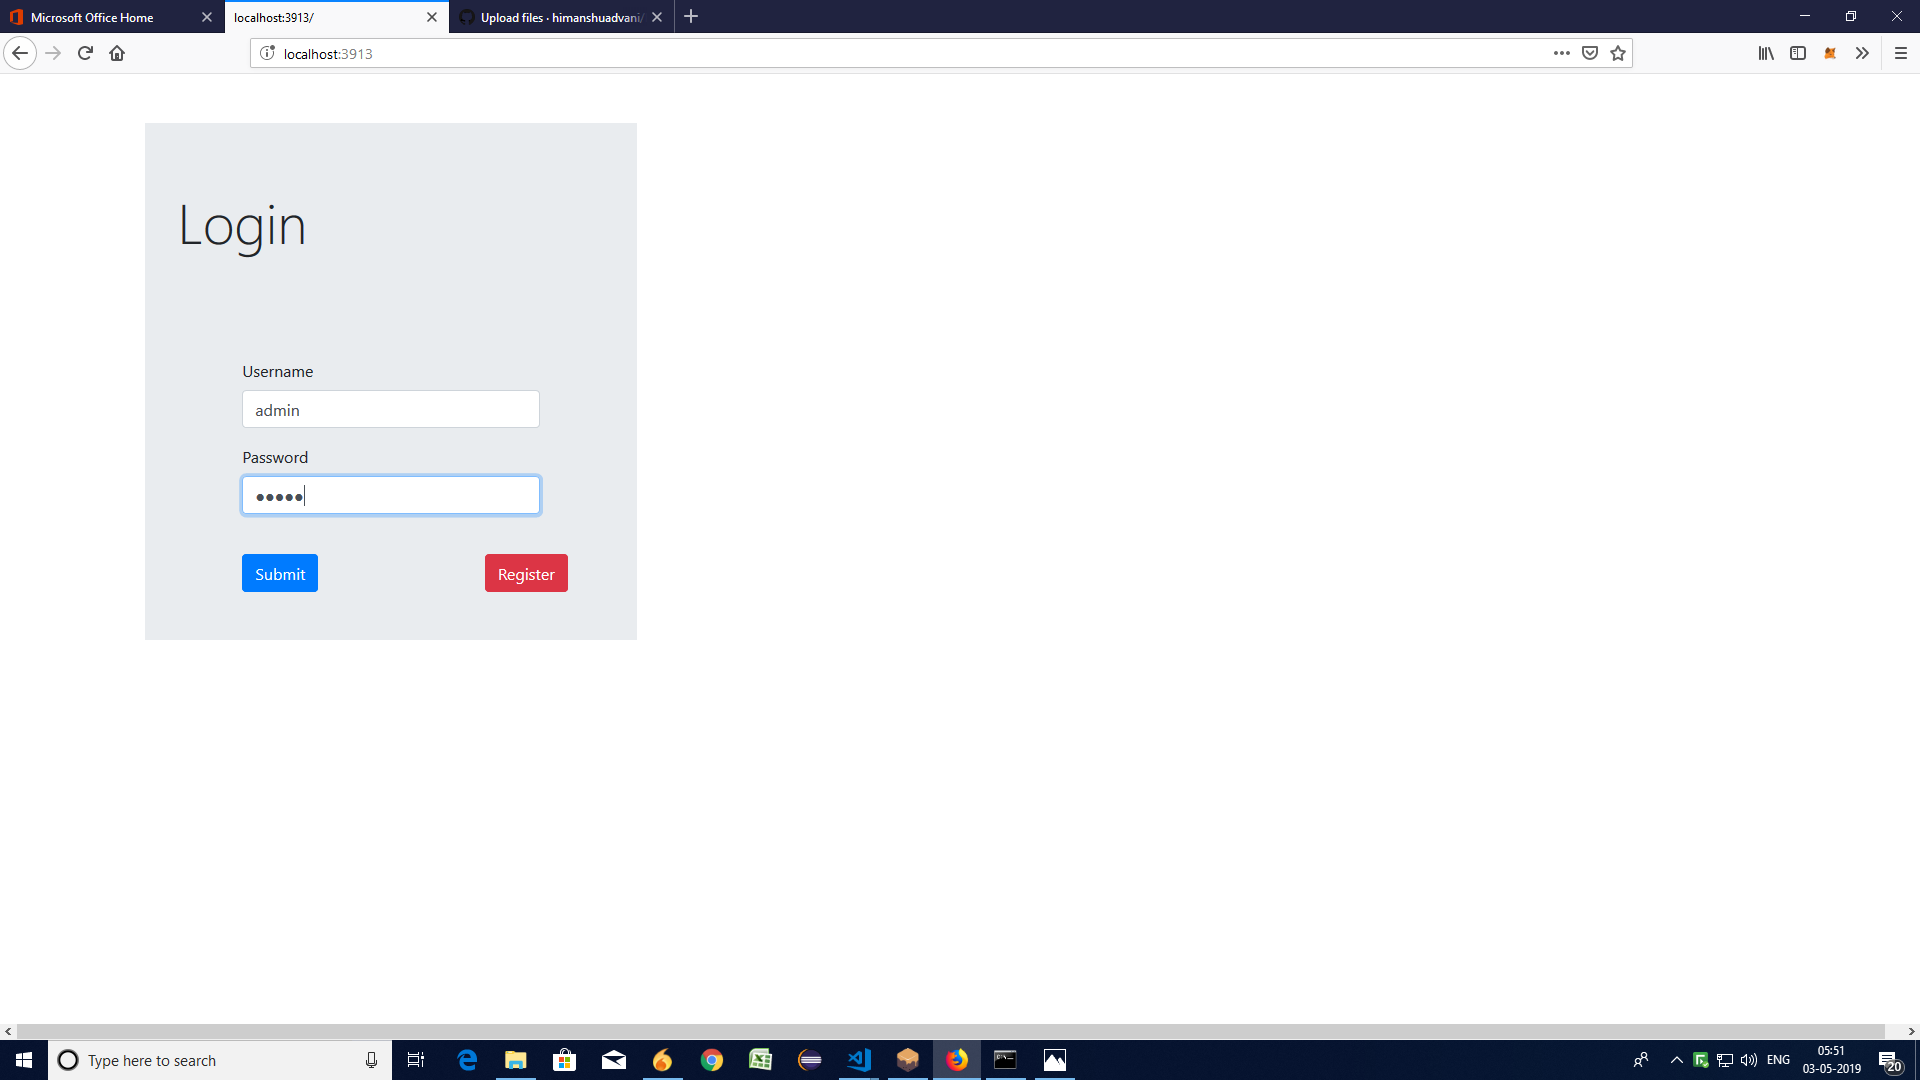 Microsoft Office Home
localhost:3913/
Upload files · himanshuadvani/
localhost:3913
Login
Username
admin
Password
Submit
Register
Type here to search
ENG
05:51
03-05-2019
20